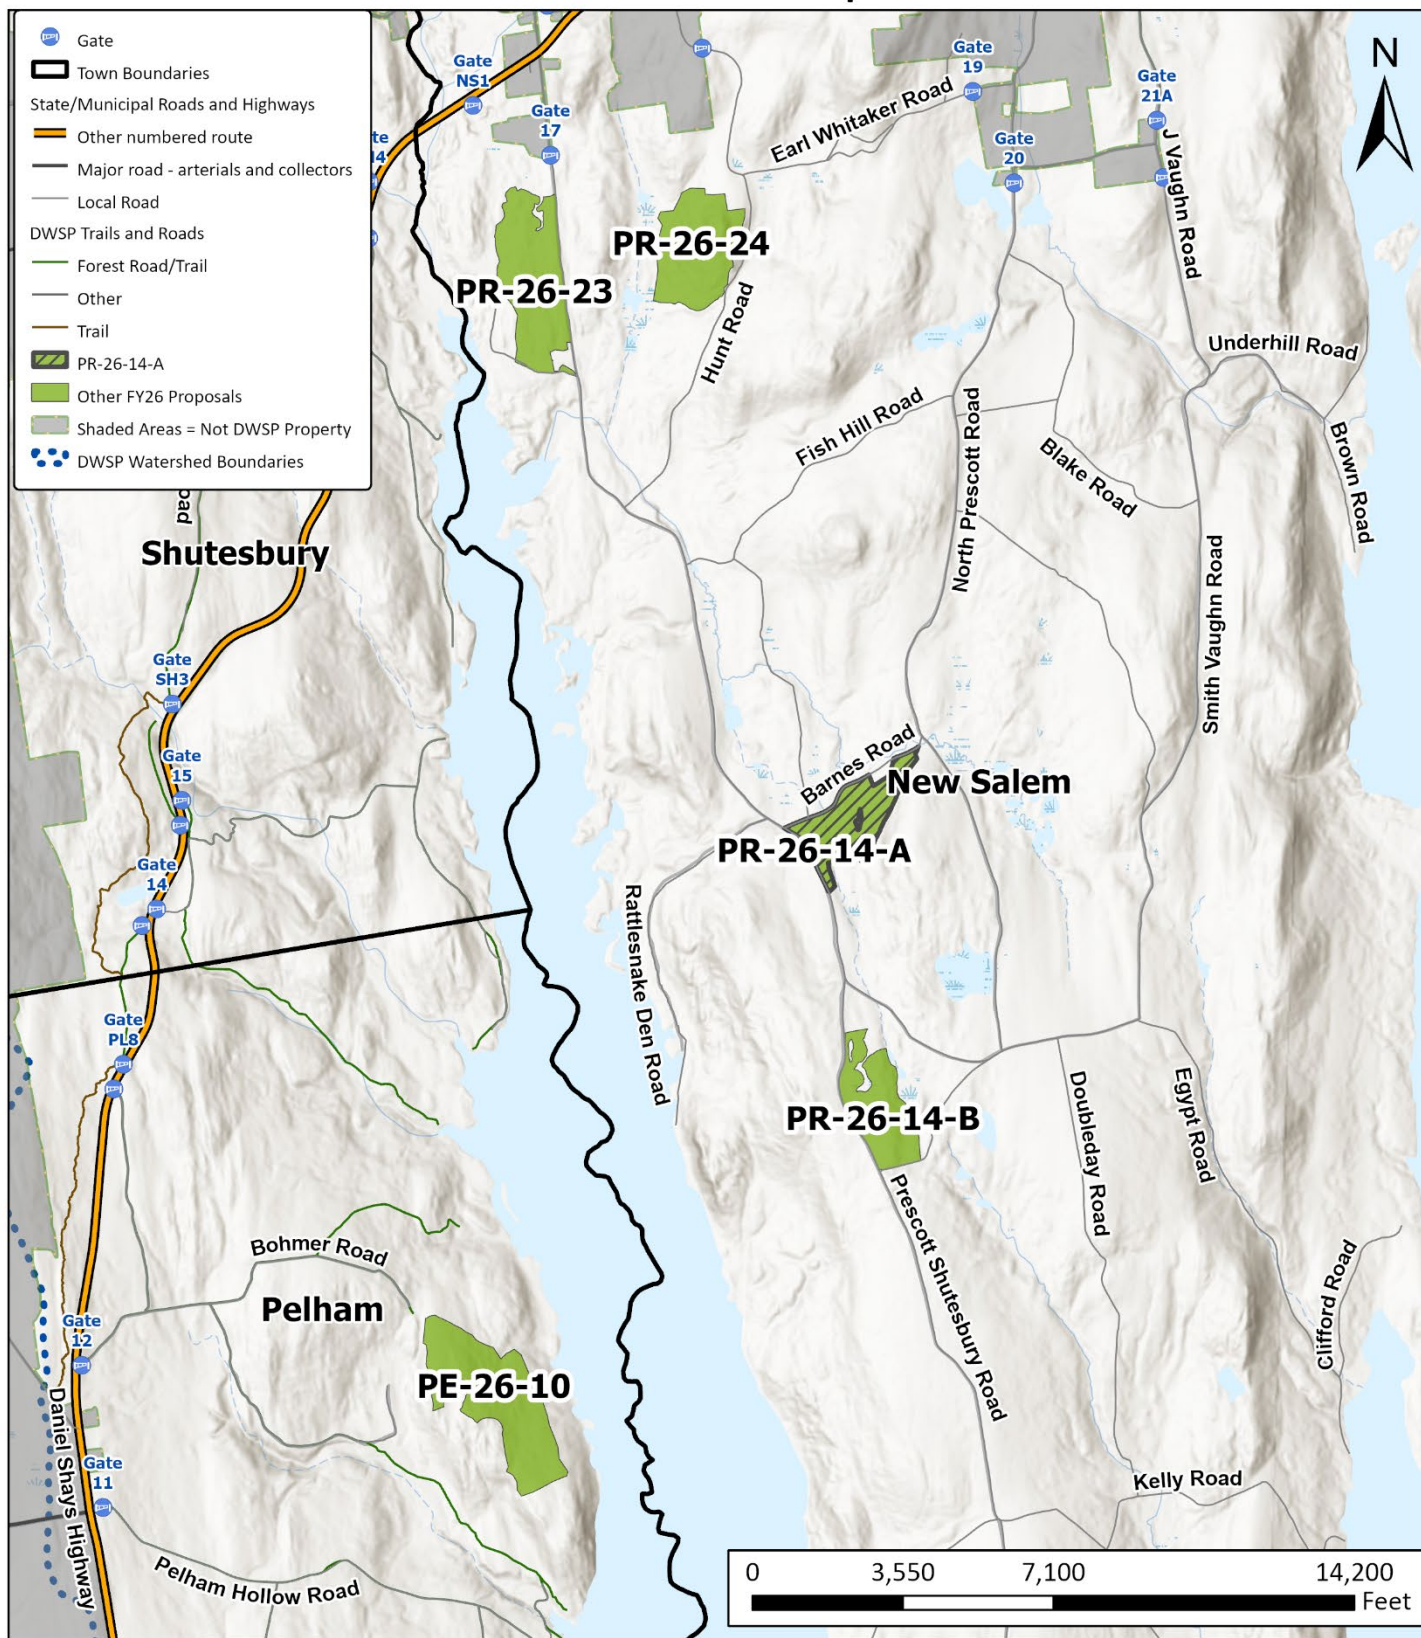 Gate
Town Boundaries
State/Municipal Roads and Highways
Other numbered route
Major road - arterials and collectors
Local Road
DWSP Trails and Roads
Forest Road/Trail
Other
Trail
PR-26-14-A
Other FY26 Proposals
Shaded Areas = Not DWSP Property
DWSP Watershed Boundaries
Gate
NS1
Gate
17
Gate
19
Gate
20
Gate
21A
N
Earl Whitaker Road
J Vaughn Road
PR-26-24
PR-26-23
Hunt Road
Underhill Road
Fish Hill Road
North Prescott Road
Blake Road
Brown Road
Road
Shutesbury
Smith Vaughn Road
Gate
SH3
Gate
15
Barnes Road
New Salem
PR-26-14-A
Gate
14
Rattlesnake Den Road
Gate
PL8
PR-26-14-B
Doubleday Road
Egypt Road
Prescott Shutesbury Road
Bohmer Road
Pelham
Clifford Road
Gate
12
PE-26-10
Daniel Shays Highway
Gate
11
Kelly Road
Pelham Hollow Road
0 3,550 7,100 14,200
Feet